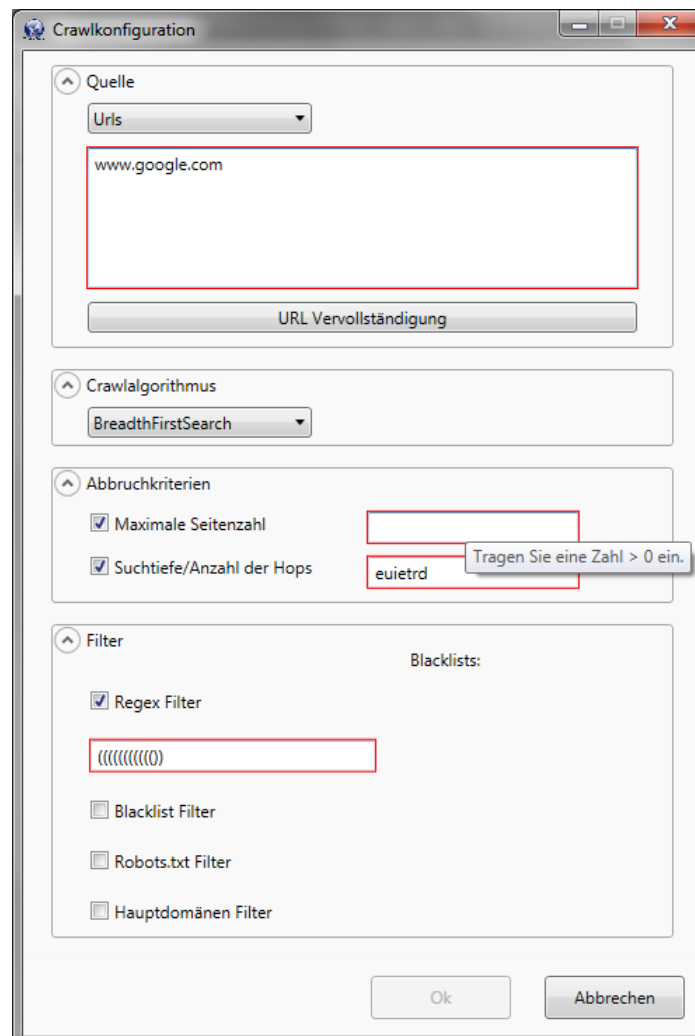 Crawlkonfiguration
Quelle
Urls
www.google.com
URL Vervollständigung
Crawlalgorithmus
BreadthFirstSearch
Abbruchkriterien
Maximale Seitenzahl
Tragen Sie eine Zahl > 0 ein.
Suchtiefe/Anzahl der Hops
euietrd
Filter
Blacklists:
Regex Filter
Blacklist Filter
Robots.txt Filter
Hauptdomänen Filter
Ok
Abbrechen